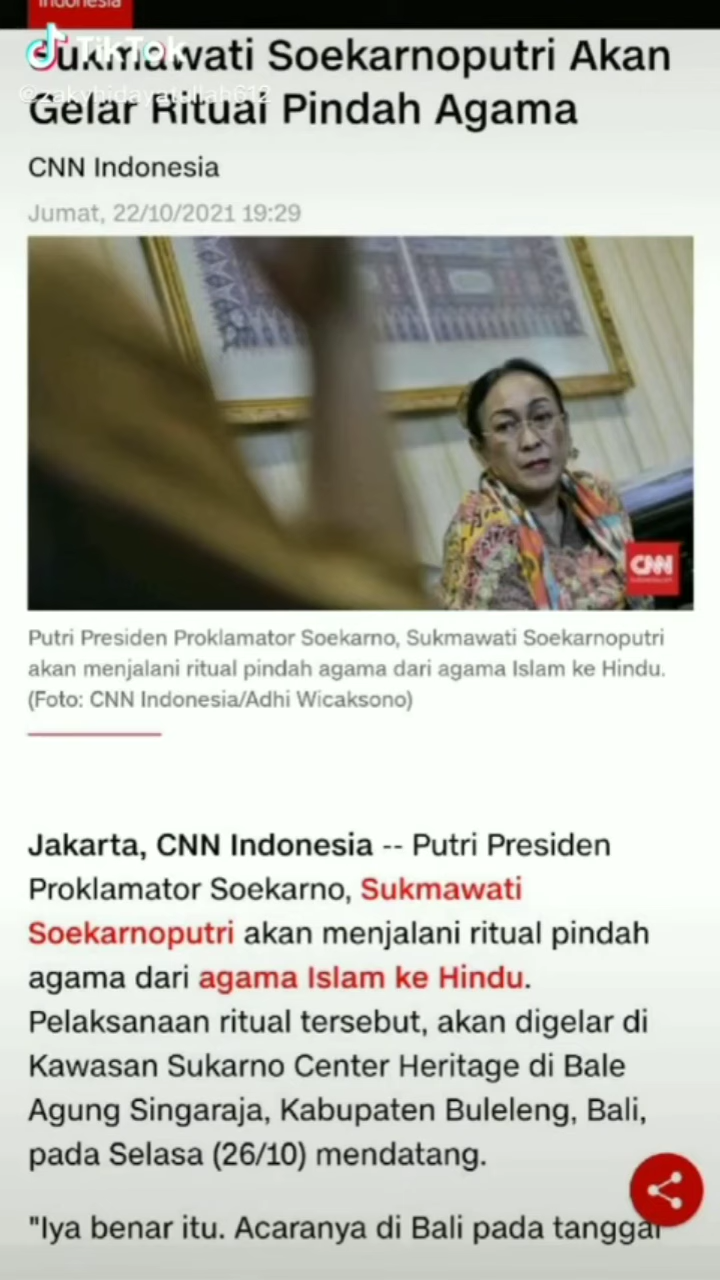 Indonesia
TikTok
@zakyhidayatullah612
Sukmawati Soekarnoputri Akan
Gelar Ritual Pindah Agama
CNN Indonesia
Jumat, 22/10/2021 19:29
CNN
Putri Presiden Proklamator Soekarno, Sukmawati Soekarnoputri
akan menjalani ritual pindah agama dari agama Islam ke Hindu.
(Foto: CNN Indonesia/Adhi Wicaksono)
Jakarta, CNN Indonesia -- Putri Presiden
Proklamator Soekarno, Sukmawati
Soekarnoputri akan menjalani ritual pindah
agama dari agama Islam ke Hindu.
Pelaksanaan ritual tersebut, akan digelar di
Kawasan Sukarno Center Heritage di Bale
Agung Singaraja, Kabupaten Buleleng, Bali,
pada Selasa (26/10) mendatang.
"Iya benar itu. Acaranya di Bali pada tanggal